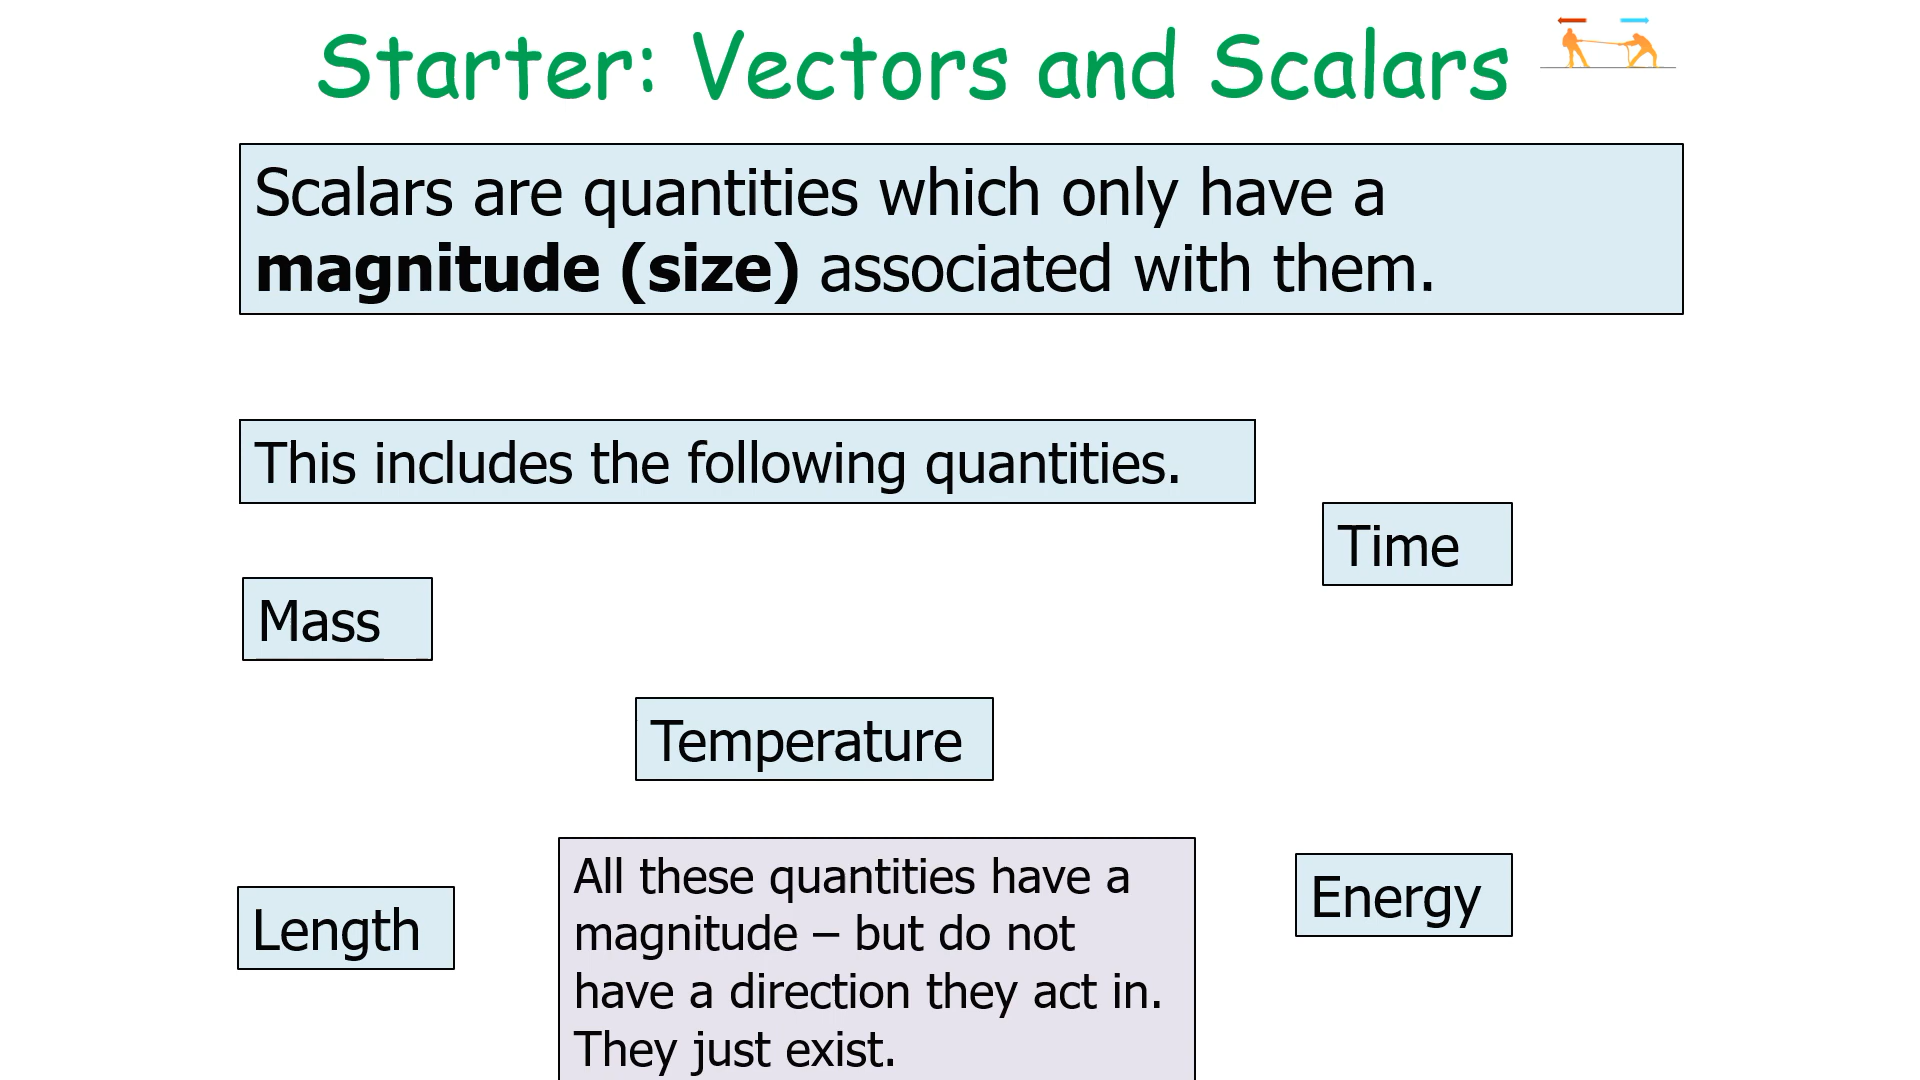 Starter: Vectors and Scalars
Scalars are quantities which only have a
magnitude (size) associated with them.
This includes the following quantities.
Time
Mass
Temperature
Length
All these quantities have a
magnitude – but do not
have a direction they act in.
They just exist.
Energy